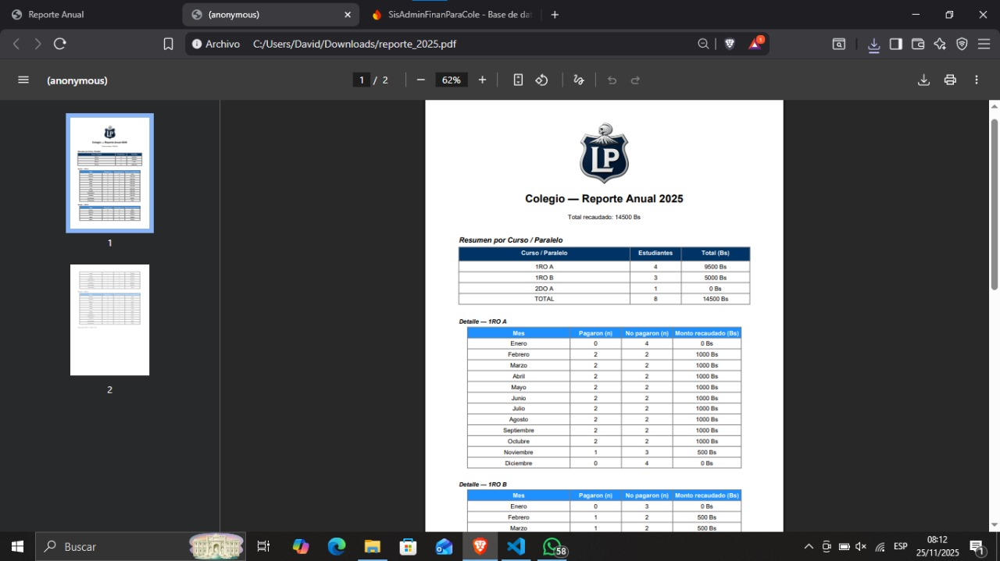 Reporte Anual
(anonymous)
SisAdminFinanParaCole - Base de dat
Archivo C:/Users/David/Downloads/reporte_2025.pdf
1
(anonymous)
1 / 2
62%
LP
Colegio — Reporte Anual 2025
Total recaudado: 14500 Bs
Resumen por Curso / Paralelo
Curso / Paralelo Estudiantes Total (Bs)
1RO A 4 9500 Bs
1RO B 3 5000 Bs
2DO A 1 0 Bs
TOTAL 8 14500 Bs
Detalle — 1RO A
Mes Pagaron (n) No pagaron (n) Monto recaudado (Bs)
Enero 0 4 0 Bs
Febrero 2 2 1000 Bs
Marzo 2 2 1000 Bs
Abril 2 2 1000 Bs
Mayo 2 2 1000 Bs
Junio 2 2 1000 Bs
Julio 2 2 1000 Bs
Agosto 2 2 1000 Bs
Septiembre 2 2 1000 Bs
Octubre 2 2 1000 Bs
Noviembre 1 3 500 Bs
Diciembre 0 4 0 Bs
Detalle — 1RO B
Mes Pagaron (n) No pagaron (n) Monto recaudado (Bs)
Enero 0 3 0 Bs
Febrero 1 2 500 Bs
Marzo 1 2 500 Bs
1
2
Buscar
58
ESP
08:12
25/11/2025
1